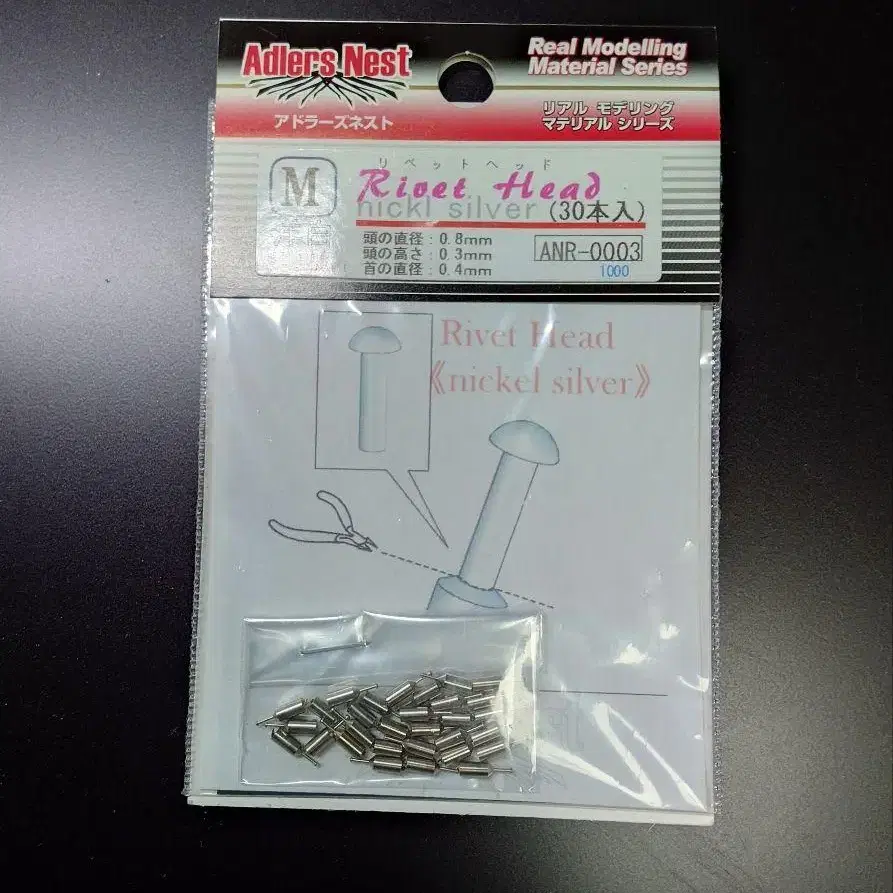 Adlers Nest
アドラーズネスト
Real Modelling
Material Series
リアル モデリング
マテリアル シリーズ
M
洋白
リベットヘッド
Rivet Head
nickl silver (30本入)
頭の直径:0.8mm
頭の高さ:0.3mm
首の直径:0.4mm
ANR-0003
1000
Rivet Head
《nickel silver》